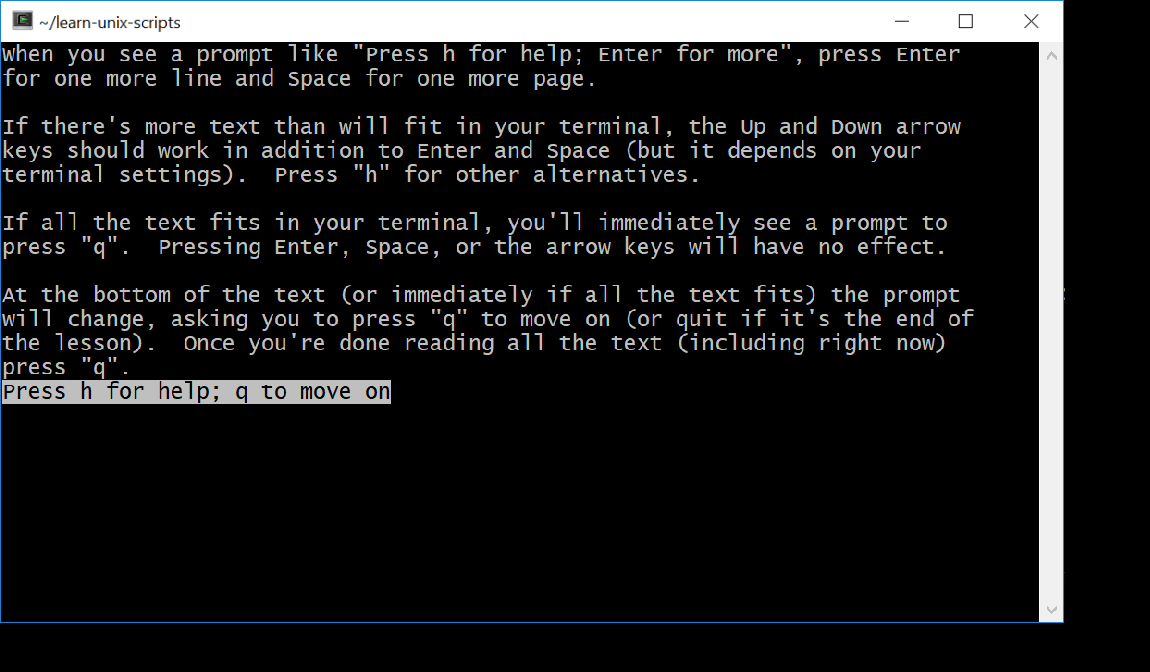 ~/learn-unix-scripts
When you see a prompt like "Press h for help; Enter for more", press Enter
for one more line and Space for one more page.
If there's more text than will fit in your terminal, the Up and Down arrow
keys should work in addition to Enter and Space (but it depends on your
terminal settings).  Press "h" for other alternatives.
If all the text fits in your terminal, you'll immediately see a prompt to
press "q".  Pressing Enter, Space, or the arrow keys will have no effect.
At the bottom of the text (or immediately if all the text fits) the prompt
will change, asking you to press "q" to move on (or quit if it's the end of
the lesson).  Once you're done reading all the text (including right now)
press "q".
Press h for help; q to move on